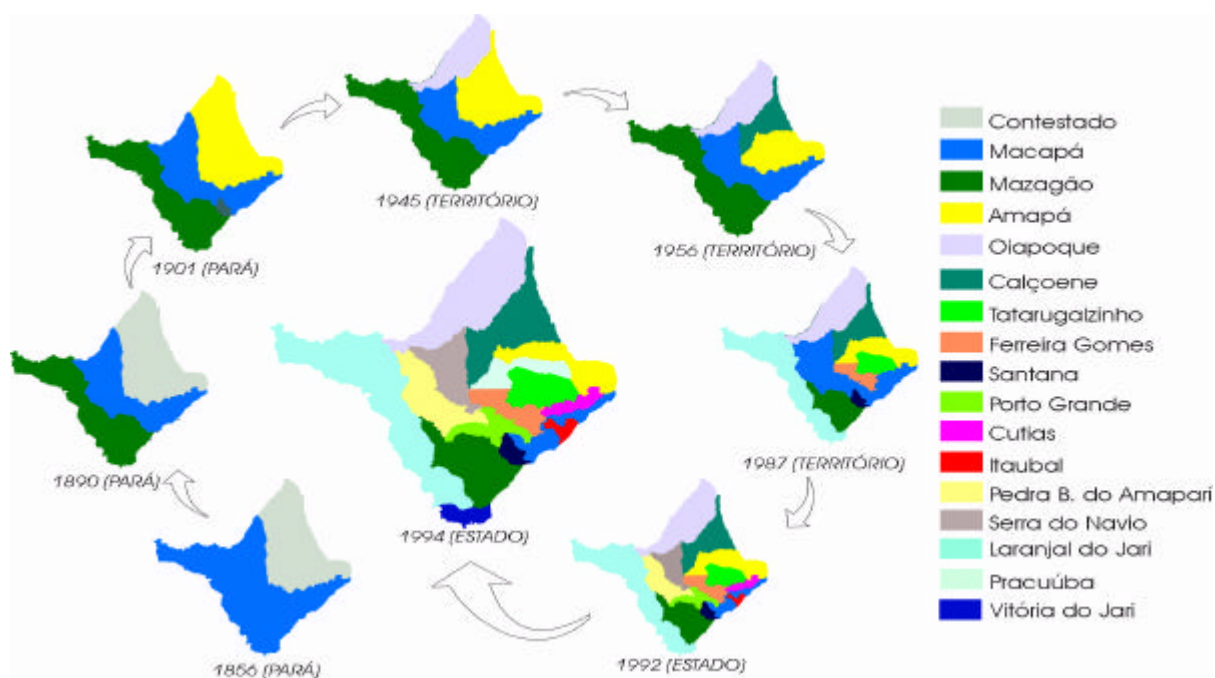 1945 (TERRITÓRIO)
1956 (TERRITÓRIO)
1901 (PARÁ)
1890 (PARÁ)
1987 (TERRITÓRIO)
1994 (ESTADO)
1856 (PARÁ)
1992 (ESTADO)
Contestado
Macapá
Mazagão
Amapá
Oiapoque
Calçoene
Tatarugalzinho
Ferreira Gomes
Santana
Porto Grande
Cutias
Itaubal
Pedra B. do Amaparí
Serra do Navio
Laranjal do Jari
Pracuúba
Vitória do Jari